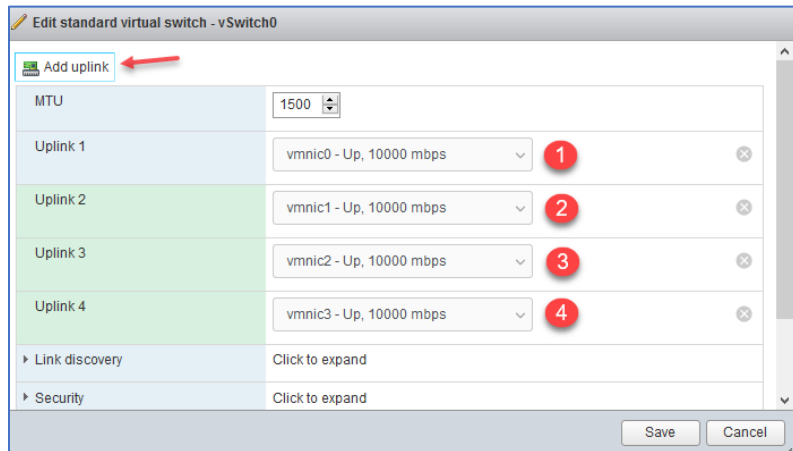 Edit standard virtual switch - vSwitch0
Add uplink
MTU 1500
Uplink 1 vmnic0 - Up, 10000 mbps 1
Uplink 2 vmnic1 - Up, 10000 mbps 2
Uplink 3 vmnic2 - Up, 10000 mbps 3
Uplink 4 vmnic3 - Up, 10000 mbps 4
Link discovery Click to expand
Security Click to expand
Save Cancel